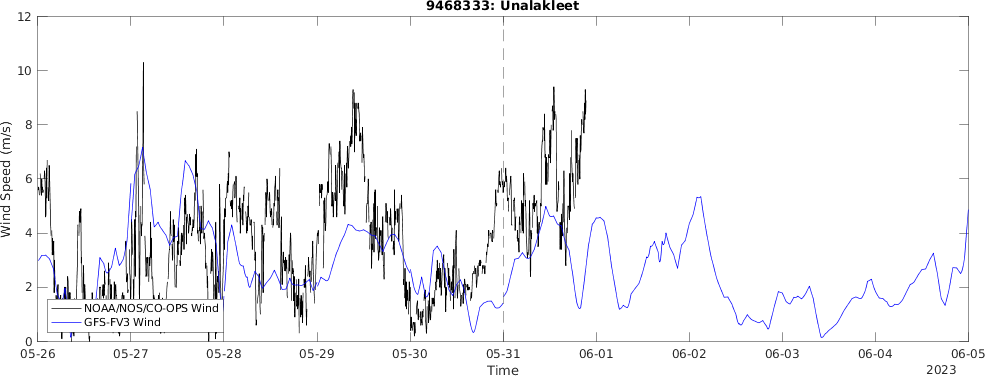 9468333: Unalakleet
12
10
8
6
4
2
0
Wind Speed (m/s)
NOAA/NOS/CO-OPS Wind
GFS-FV3 Wind
05-26 05-27 05-28 05-29 05-30 05-31 06-01 06-02 06-03 06-04 06-05
Time
2023